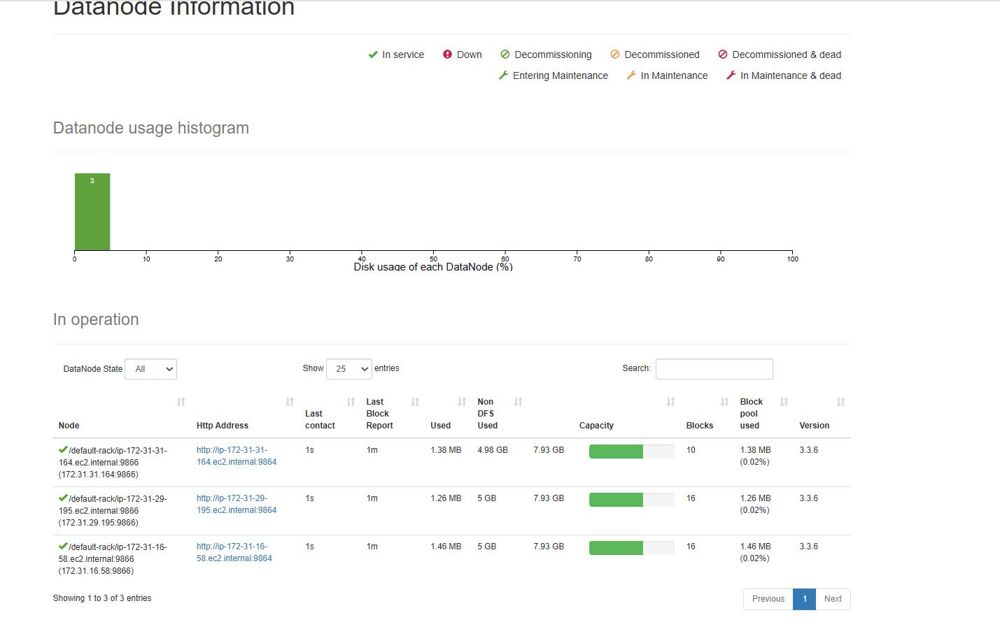 Datanode Information
In service Down Decommissioning Decommissioned Decommissioned & dead
Entering Maintenance In Maintenance In Maintenance & dead
Datanode usage histogram
3
0 10 20 30 40 50 60 70 80 90 100
Disk usage of each DataNode (%)
In operation
DataNode State All Show 25 entries Search:
Node Http Address Last contact Last Block Report Used Non DFS Used Capacity Blocks Block pool used Version
/default-rack/ip-172-31-31- http://ip-172-31-31- 1s 1m 1.38 MB 4.98 GB 7.93 GB 10 1.38 MB 3.3.6
164.ec2.internal:9866 164.ec2.internal:9864 (0.02%)
(172.31.31.164:9866)
/default-rack/ip-172-31-29- http://ip-172-31-29- 1s 1m 1.26 MB 5 GB 7.93 GB 16 1.26 MB 3.3.6
195.ec2.internal:9866 195.ec2.internal:9864 (0.02%)
(172.31.29.195:9866)
/default-rack/ip-172-31-16- http://ip-172-31-16- 1s 1m 1.46 MB 5 GB 7.93 GB 16 1.46 MB 3.3.6
58.ec2.internal:9866 58.ec2.internal:9864 (0.02%)
(172.31.16.58:9866)
Showing 1 to 3 of 3 entries Previous 1 Next